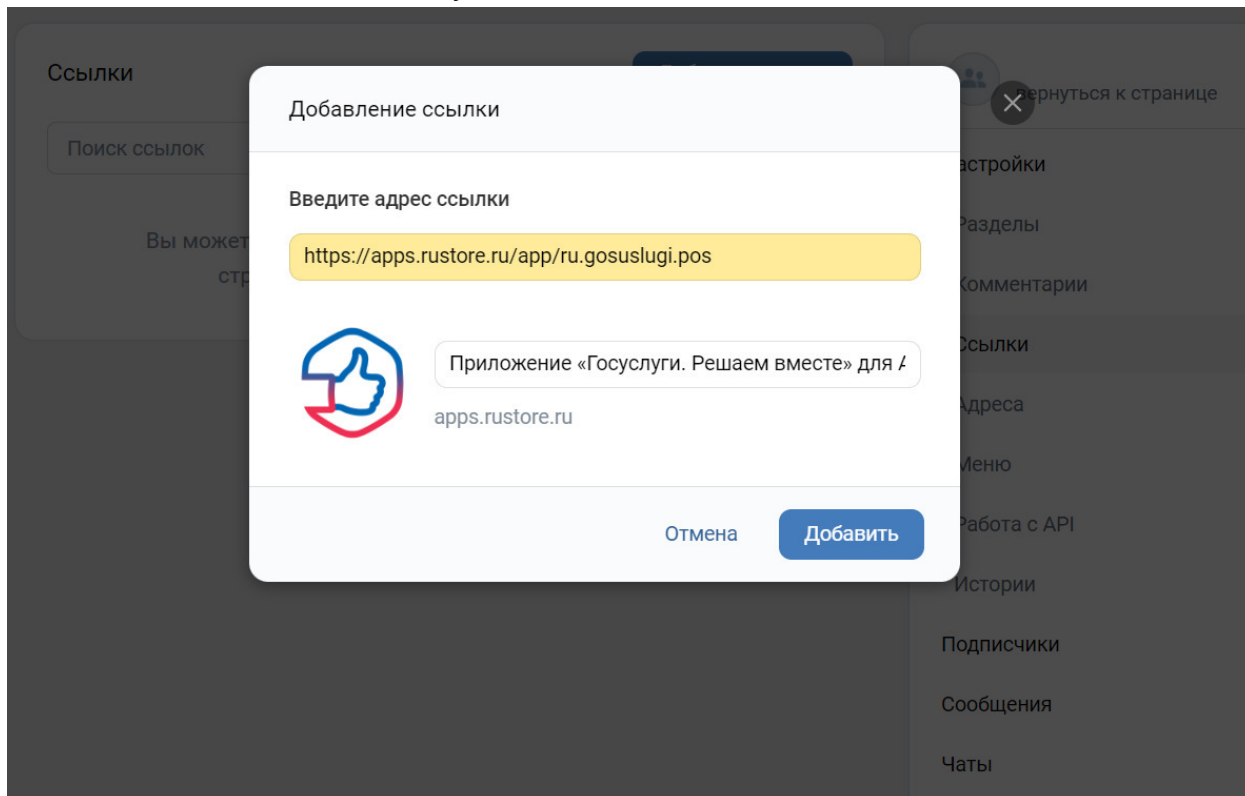 Ссылки
Добавление ссылки
вернуться к странице
Поиск ссылок
Настройки
Введите адрес ссылки
Разделы
Вы может
https://apps.rustore.ru/app/ru.gosuslugi.pos
стр
Комментарии
Ссылки
Приложение «Госуслуги. Решаем вместе» для А
apps.rustore.ru
Адреса
Меню
Отмена
Добавить
Работа с API
Истории
Подписчики
Сообщения
Чаты